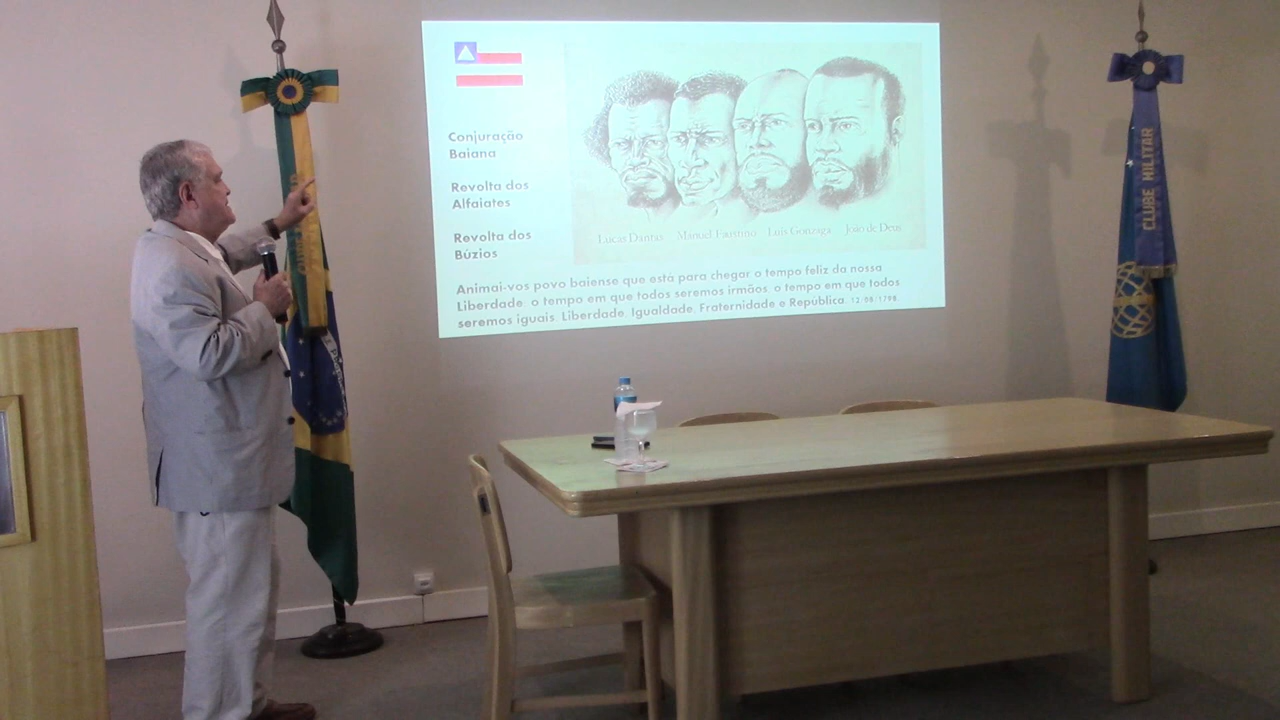 Conjuração
Baiana
Revolta dos
Alfaiates
Revolta dos
Búzios
Lucas Dantas Manuel Faustino Luís Gonzaga João de Deus
Animai-vos povo baiense que está para chegar o tempo feliz da nossa
Liberdade: o tempo em que todos seremos irmãos: o tempo em que todos
seremos iguais. Liberdade, Igualdade, Fraternidade e República. 12/08/1798.
CLUBE MILITAR